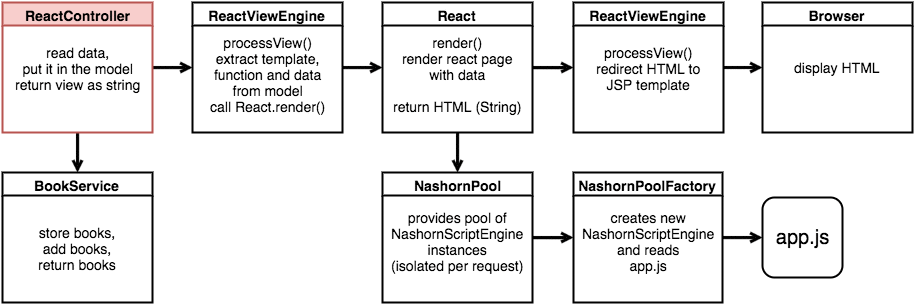 ReactController
read data,
put it in the model
return view as string
ReactViewEngine
processView()
extract template,
function and data
from model
call React.render()
React
render()
render react page
with data
return HTML (String)
ReactViewEngine
processView()
redirect HTML to
JSP template
Browser
display HTML
BookService
store books,
add books,
return books
NashornPool
provides pool of
NashornScriptEngine
instances
(isolated per request)
NashornPoolFactory
creates new
NashornScriptEngine
and reads
app.js
app.js